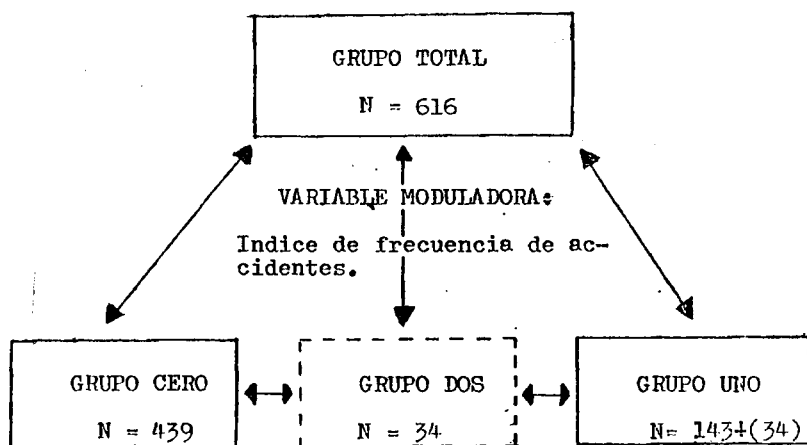 GRUPO TOTAL
N = 616
VARIABLE MODULADORA:
Indice de frecuencia de ac-
cidentes.
GRUPO CERO
N = 439
GRUPO DOS
N = 34
GRUPO UNO
N= 143+(34)